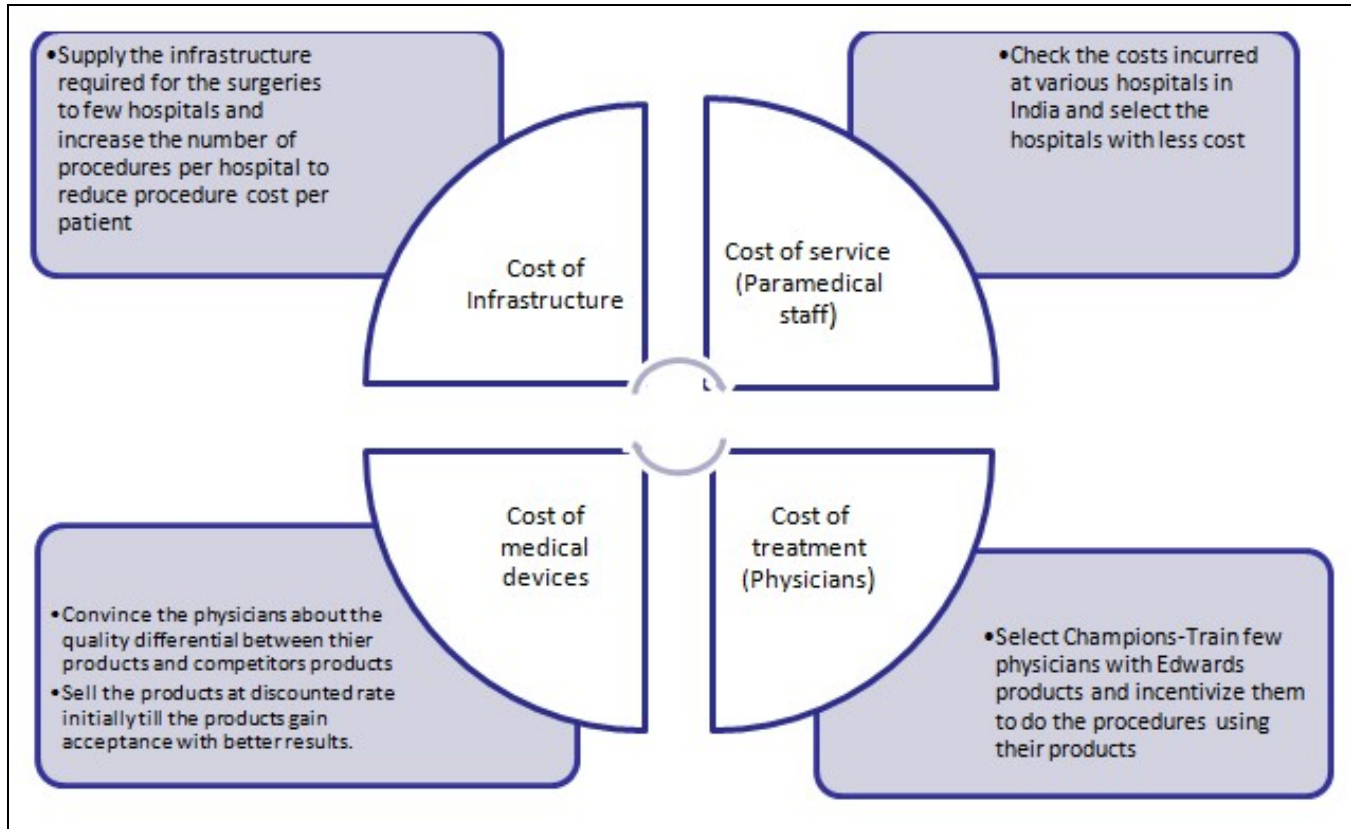 •Supply the infrastructure
required for the surgeries
to few hospitals and
increase the number of
procedures per hospital to
reduce procedure cost per
patient
•Check the costs incurred
at various hospitals in
India and select the
hospitals with less cost
Cost of
Infrastructure
Cost of service
(Paramedical
staff)
Cost of
medical
devices
Cost of
treatment
(Physicians)
•Convince the physicians about the
quality differential between thier
products and competitors products
•Sell the products at discounted rate
initially till the products gain
acceptance with better results.
•Select Champions-Train few
physicians with Edwards
products and incentivize them
to do the procedures using
their products